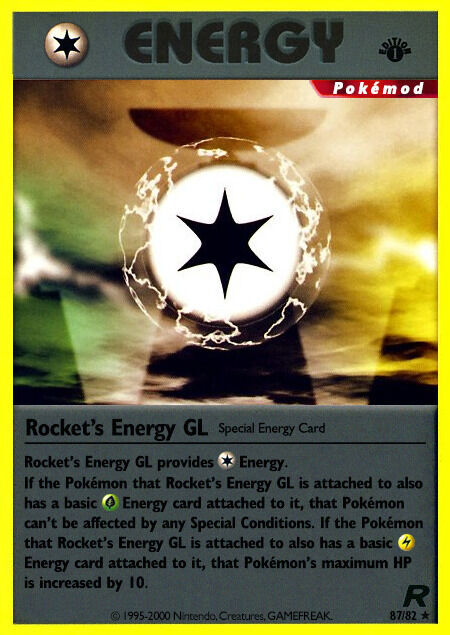 ENERGY
EDITION
1
Pokémod
Rocket's Energy GL Special Energy Card
Rocket's Energy GL provides Energy.
If the Pokémon that Rocket's Energy GL is attached to also
has a basic Energy card attached to it, that Pokémon
can't be affected by any Special Conditions. If the Pokémon
that Rocket's Energy GL is attached to also has a basic
Energy card attached to it, that Pokémon's maximum HP
is increased by 10.
R
87/82 ★
© 1995-2000 Nintendo, Creatures, GAMEFREAK.